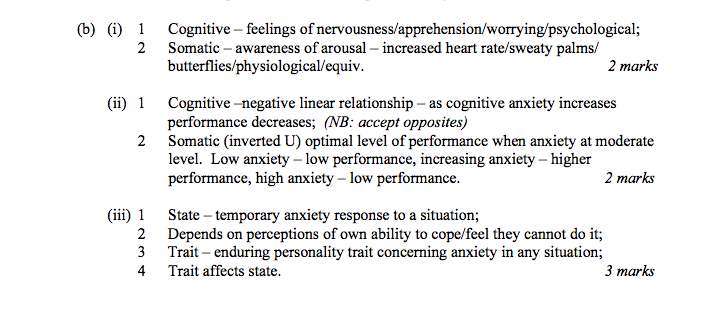 (b) (i) 1 Cognitive – feelings of nervousness/apprehension/worrying/psychological;
2 Somatic – awareness of arousal – increased heart rate/sweaty palms/
butterflies/physiological/equiv. 2 marks
(ii) 1 Cognitive –negative linear relationship – as cognitive anxiety increases
performance decreases; (NB: accept opposites)
2 Somatic (inverted U) optimal level of performance when anxiety at moderate
level. Low anxiety – low performance, increasing anxiety – higher
performance, high anxiety – low performance. 2 marks
(iii) 1 State – temporary anxiety response to a situation;
2 Depends on perceptions of own ability to cope/feel they cannot do it;
3 Trait – enduring personality trait concerning anxiety in any situation;
4 Trait affects state. 3 marks